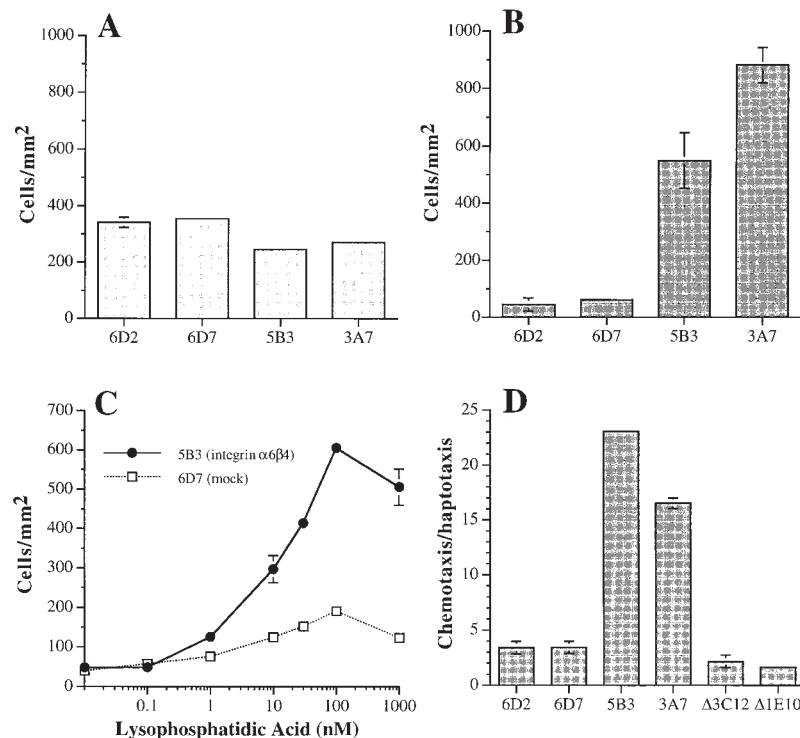 A
Cells/mm2
1000
800
600
400
200
0
6D2 6D7 5B3 3A7
B
Cells/mm2
1000
800
600
400
200
0
6D2 6D7 5B3 3A7
C
Cells/mm2
700
600
500
400
300
200
100
0
5B3 (integrin α6β4)
6D7 (mock)
0.1 1 10 100 1000
Lysophosphatidic Acid (nM)
D
Chemotaxis/haptotaxis
25
20
15
10
5
0
6D2 6D7 5B3 3A7 Δ3C12 Δ1E10